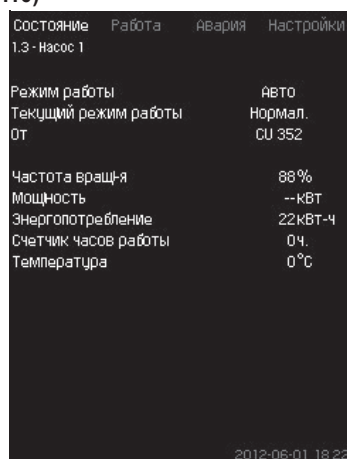 Состояние Работа Авария Настройки
1.3 - Насос 1
Режим работы Авто
Текущий режим работы Нормал.
От CU 352
Частота вращ-я 88%
Мощность --кВт
Энергопотребление 22кВт-ч
Счетчик часов работы 0ч.
Температура 0°C
2012-06-01 18:22